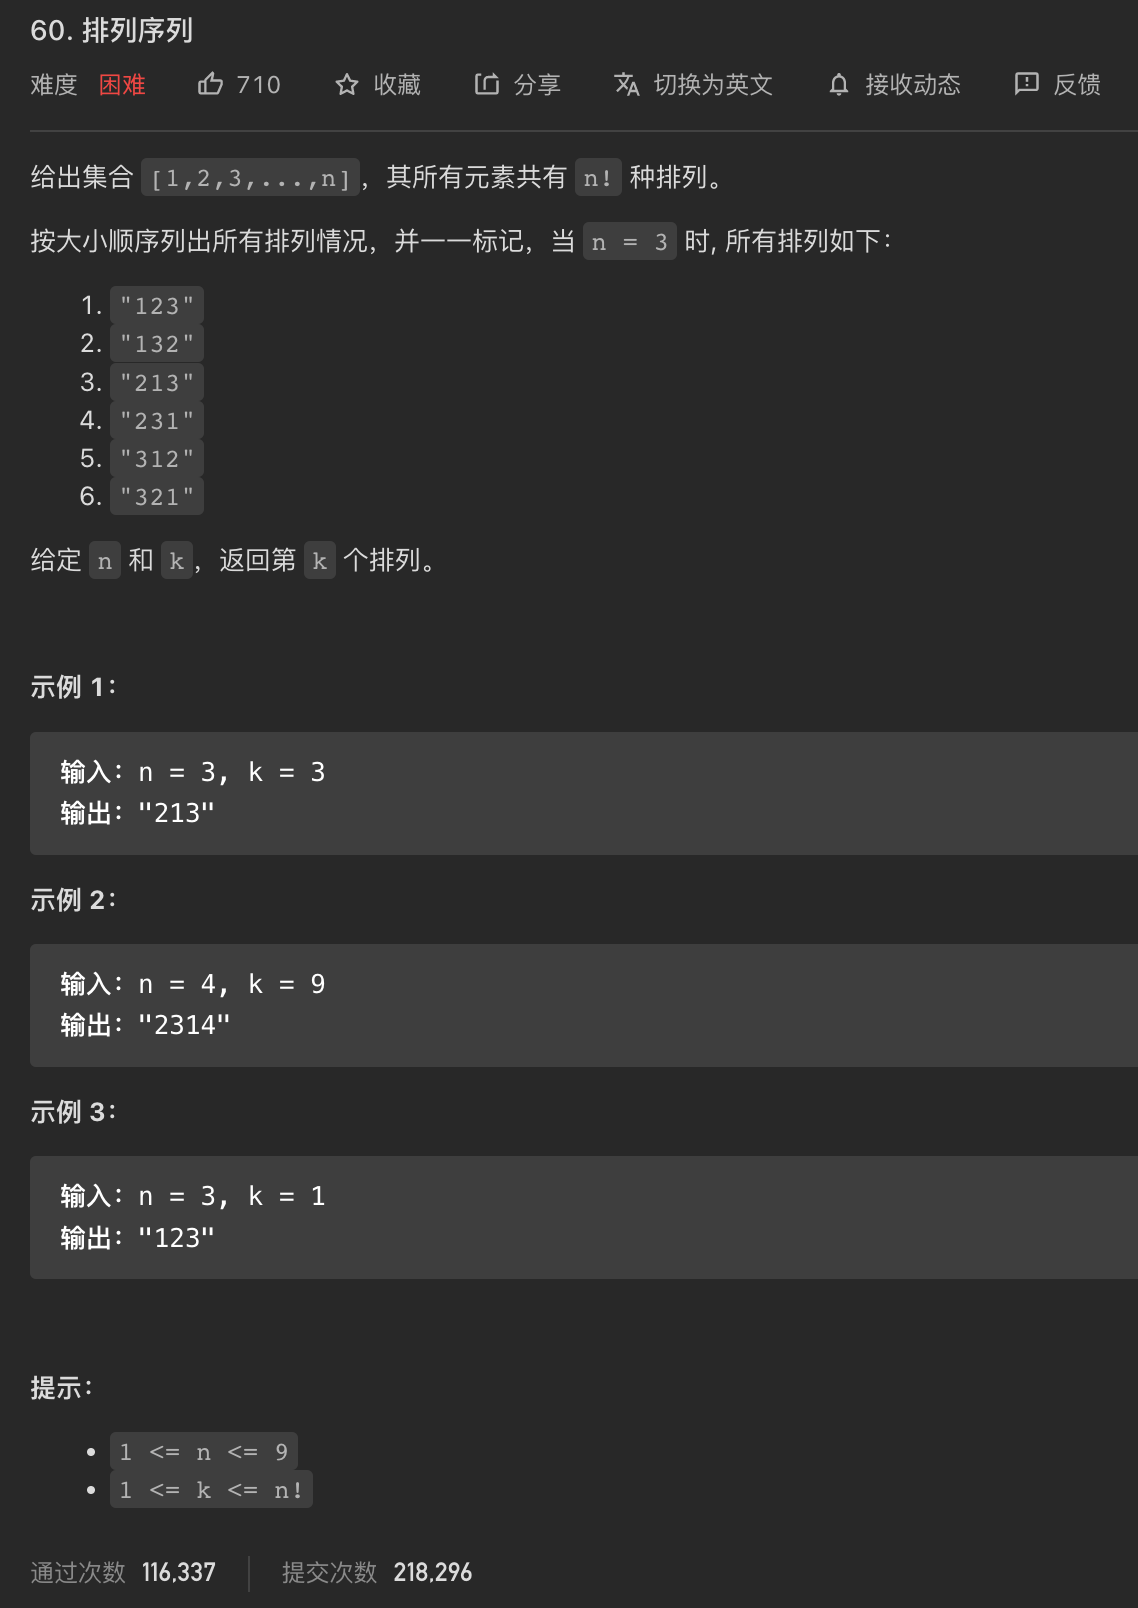 60. 排列序列
难度 困难 710 收藏 分享 切换为英文 接收动态 反馈
给出集合 [1,2,3,...,n]，其所有元素共有 n! 种排列。
按大小顺序列出所有排列情况，并一一标记，当 n = 3 时, 所有排列如下：
1. "123"
2. "132"
3. "213"
4. "231"
5. "312"
6. "321"
给定 n 和 k，返回第 k 个排列。
示例 1：
输入：n = 3, k = 3
输出："213"
示例 2：
输入：n = 4, k = 9
输出："2314"
示例 3：
输入：n = 3, k = 1
输出："123"
提示：
• 1 <= n <= 9
• 1 <= k <= n!
通过次数 116,337 提交次数 218,296